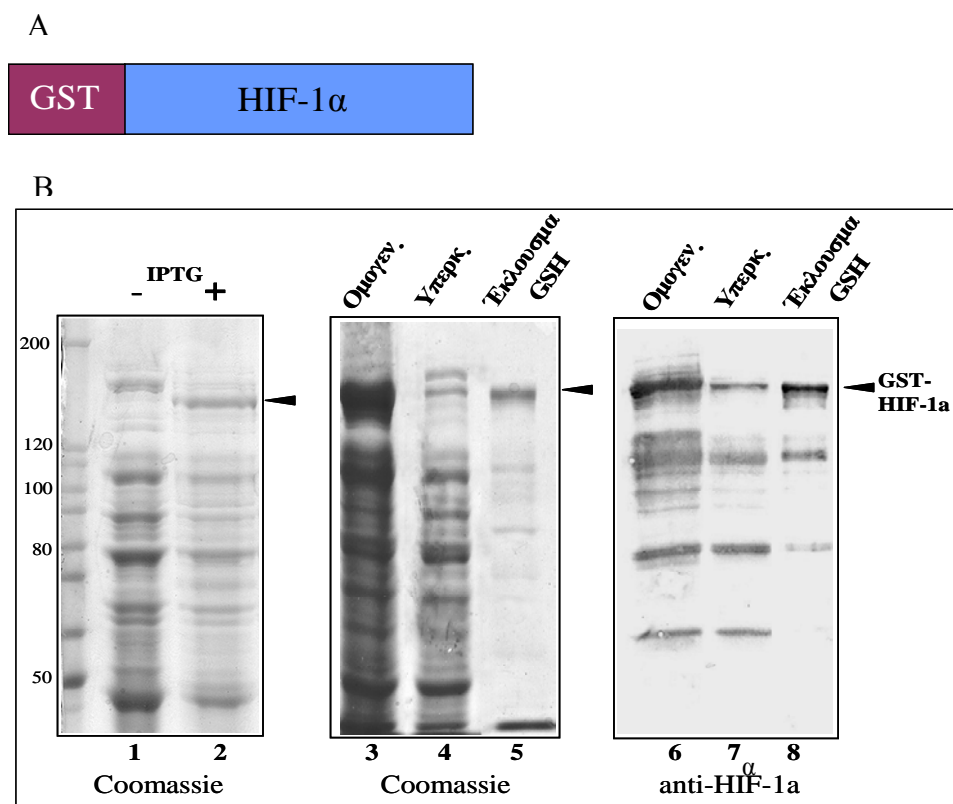 A
GST HIF-1α
B
IPTG
- +
Ομογεν. Υπερκ. Έκλουσμα GSH
Ομογεν. Υπερκ. Έκλουσμα GSH
200
120
100
80
50
GST-
HIF-1a
1 2 3 4 5 6 7 8
α
Coomassie Coomassie anti-HIF-1a